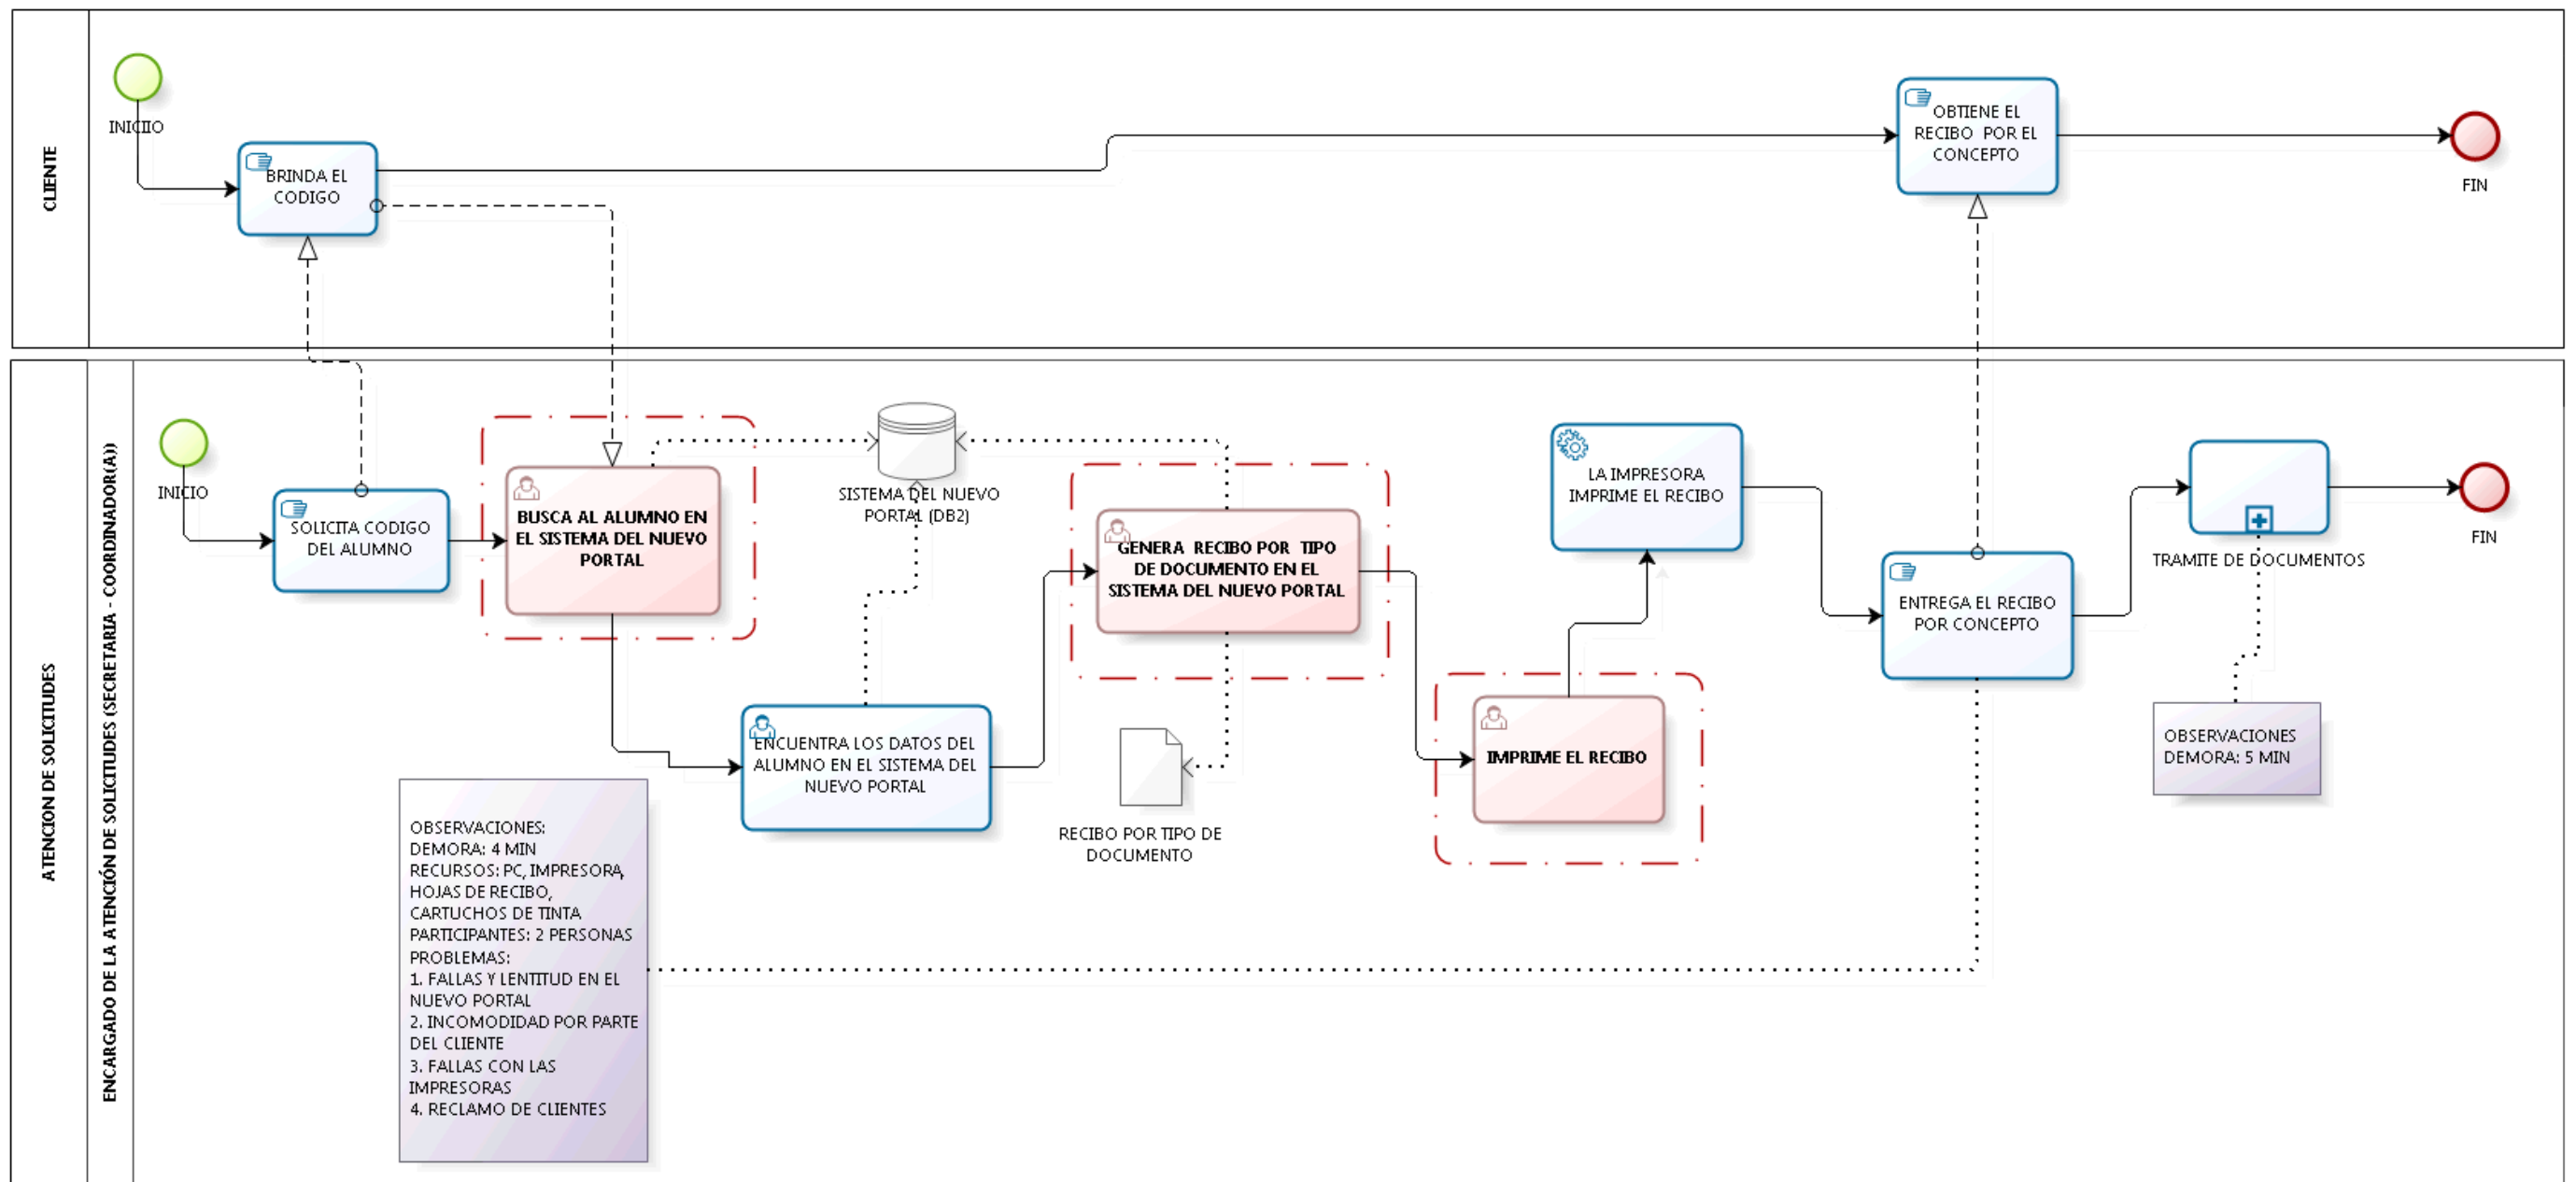 CLIENTE
INICIIO
BRINDA EL
CODIGO
OBTIENE EL
RECIBO POR EL
CONCEPTO
FIN
ATENCION DE SOLICITUDES
ENCARGADO DE LA ATENCIÓN DE SOLICITUDES (SECRETARIA - COORDINADOR(A))
INICIO
SOLICITA CODIGO
DEL ALUMNO
BUSCA AL ALUMNO EN
EL SISTEMA DEL NUEVO
PORTAL
SISTEMA DEL NUEVO
PORTAL (DB2)
ENCUENTRA LOS DATOS DEL
ALUMNO EN EL SISTEMA DEL
NUEVO PORTAL
GENERA RECIBO POR TIPO
DE DOCUMENTO EN EL
SISTEMA DEL NUEVO PORTAL
RECIBO POR TIPO DE
DOCUMENTO
IMPRIME EL RECIBO
LA IMPRESORA
IMPRIME EL RECIBO
ENTREGA EL RECIBO
POR CONCEPTO
TRAMITE DE DOCUMENTOS
FIN
OBSERVACIONES
DEMORA: 5 MIN
OBSERVACIONES:
DEMORA: 4 MIN
RECURSOS: PC, IMPRESORA,
HOJAS DE RECIBO,
CARTUCHOS DE TINTA
PARTICIPANTES: 2 PERSONAS
PROBLEMAS:
1. FALLAS Y LENTITUD EN EL
NUEVO PORTAL
2. INCOMODIDAD POR PARTE
DEL CLIENTE
3. FALLAS CON LAS
IMPRESORAS
4. RECLAMO DE CLIENTES